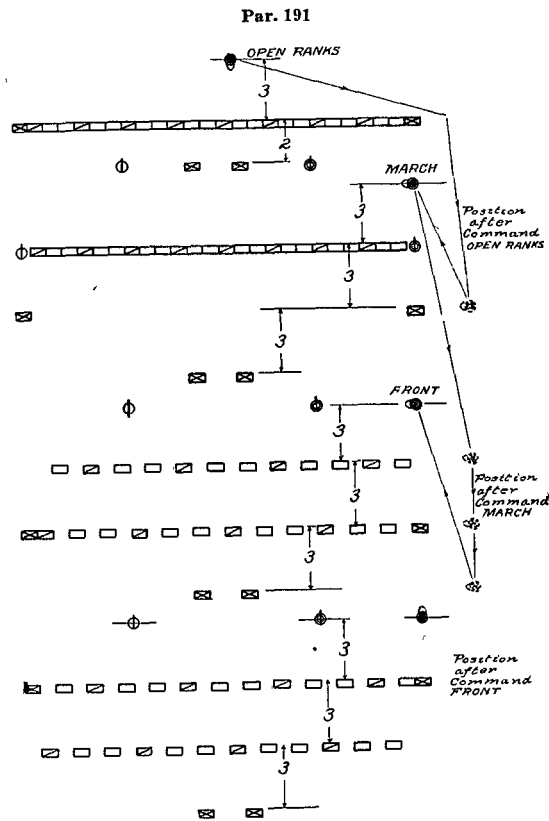 Par. 191
OPEN RANKS
3
2
MARCH
3
Position
after
Command
OPEN RANKS
3
3
FRONT
3
3
Position
after
Command
MARCH
3
3
Position
after
Command
FRONT
3
3